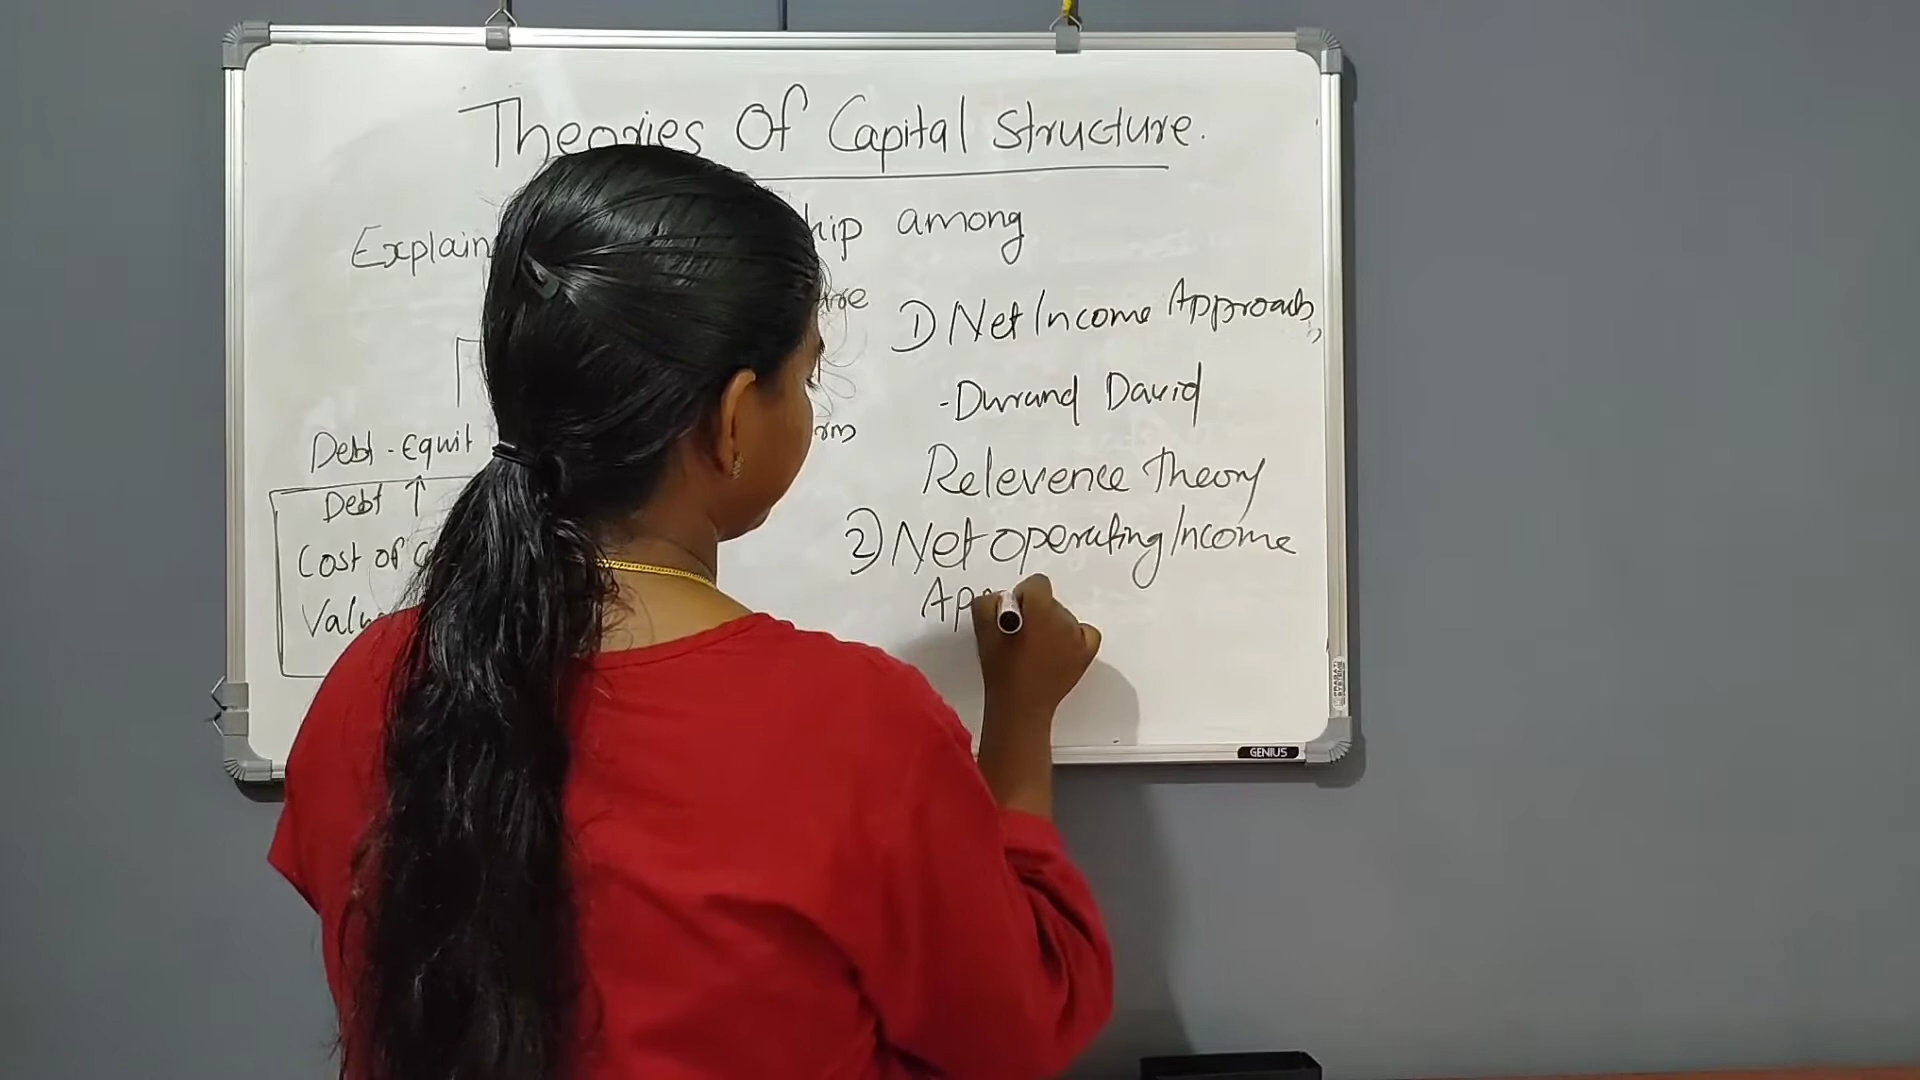 Theories Of Capital Structure.
Explain hip among
1) Net Income Approach
- Durand David
Relevence Theory
2) Net operating Income
Debt - Equit
Debt ↑
Cost of
GENIUS